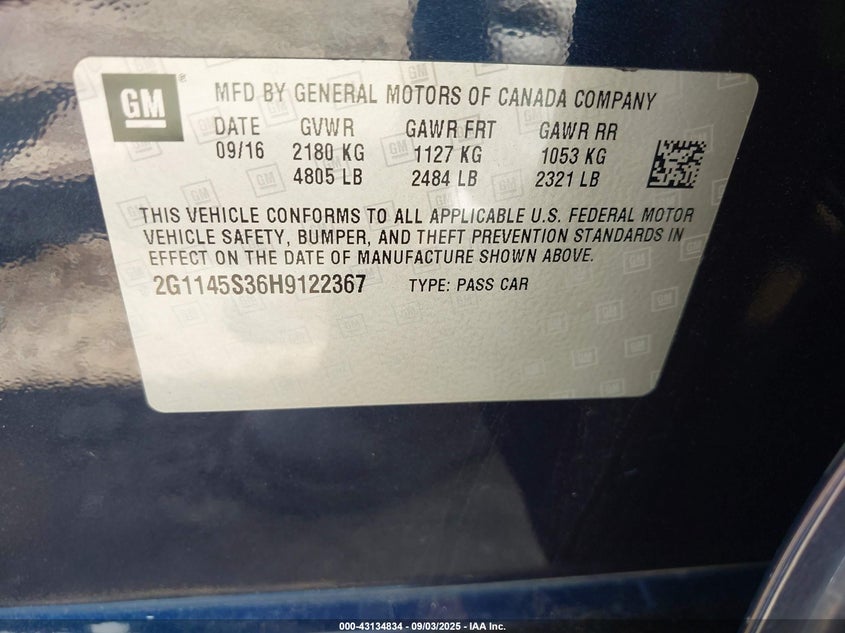 GM
®
MFD BY GENERAL MOTORS OF CANADA COMPANY
DATE GVWR GAWR FRT GAWR RR
09/16 2180 KG 1127 KG 1053 KG
4805 LB 2484 LB 2321 LB
THIS VEHICLE CONFORMS TO ALL APPLICABLE U.S. FEDERAL MOTOR
VEHICLE SAFETY, BUMPER, AND THEFT PREVENTION STANDARDS IN
EFFECT ON THE DATE OF MANUFACTURE SHOWN ABOVE.
2G1145S36H9122367 TYPE: PASS CAR
000-43134834 - 09/03/2025 - IAA Inc.